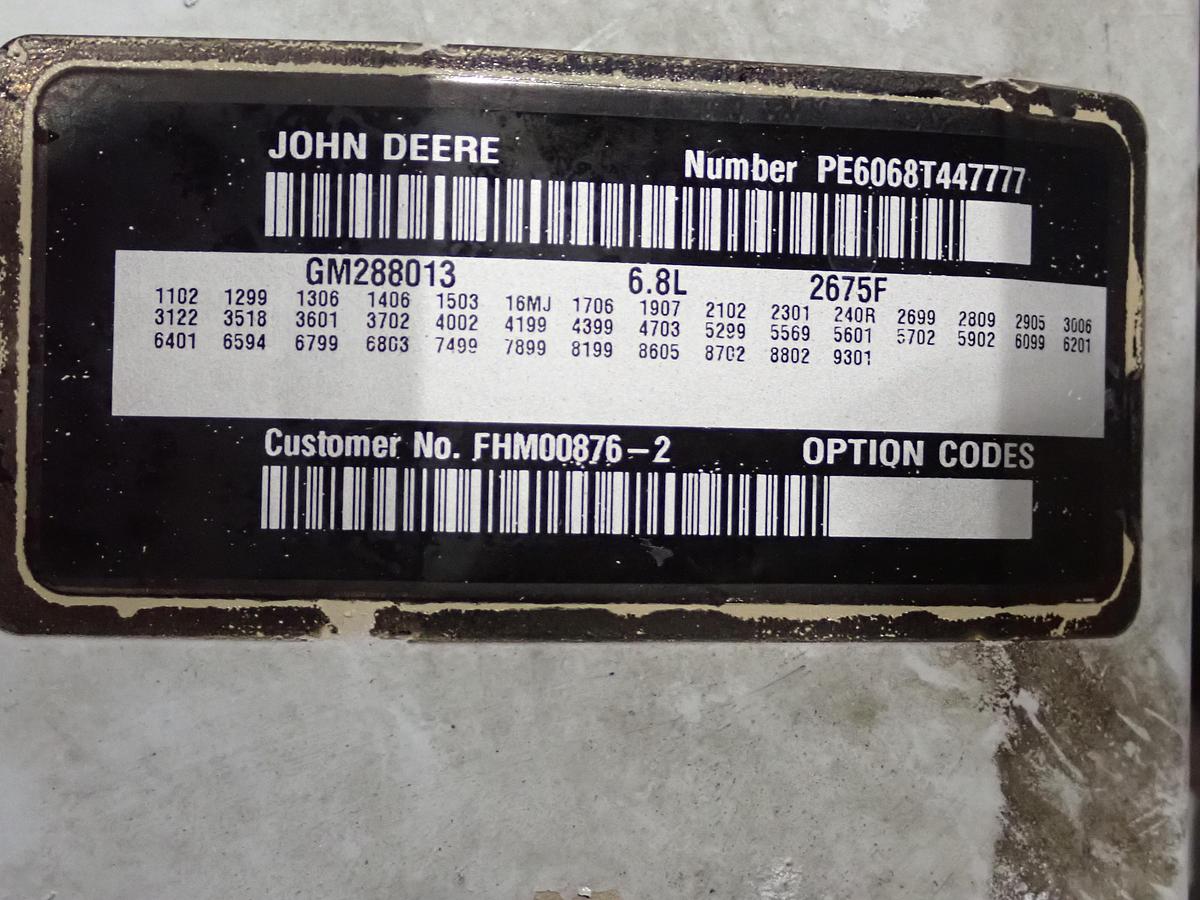 JOHN DEERE
Number PE6068T447777
GM288013 6.8L 2675F
1102 1299 1306 1406 1503 16MJ 1706 1907 2102 2301 240R 2699 2809 2905 3006
3122 3518 3601 3702 4002 4199 4399 4703 5299 5569 5601 5702 5902 6099 6201
6401 6594 6799 6803 7499 7899 8199 8605 8702 8802 9301
Customer No. FHM00876-2 OPTION CODES